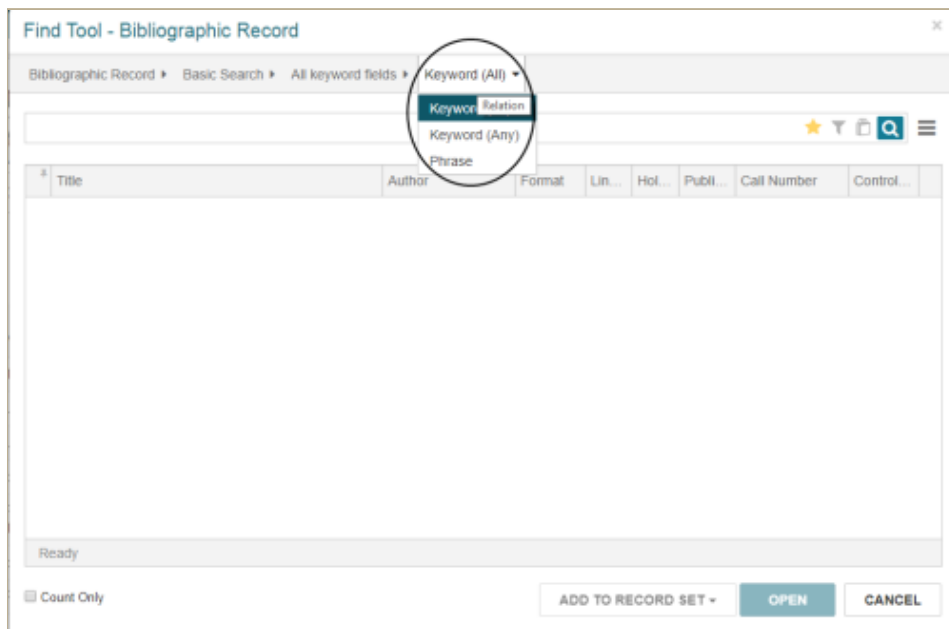 Find Tool - Bibliographic Record
Bibliographic Record Basic Search All keyword fields Keyword (All)
Keywor Relation
Keyword (Any)
Phrase
Title Author Format Lin... Hol... Publi... Call Number Control...
Ready
Count Only ADD TO RECORD SET OPEN CANCEL